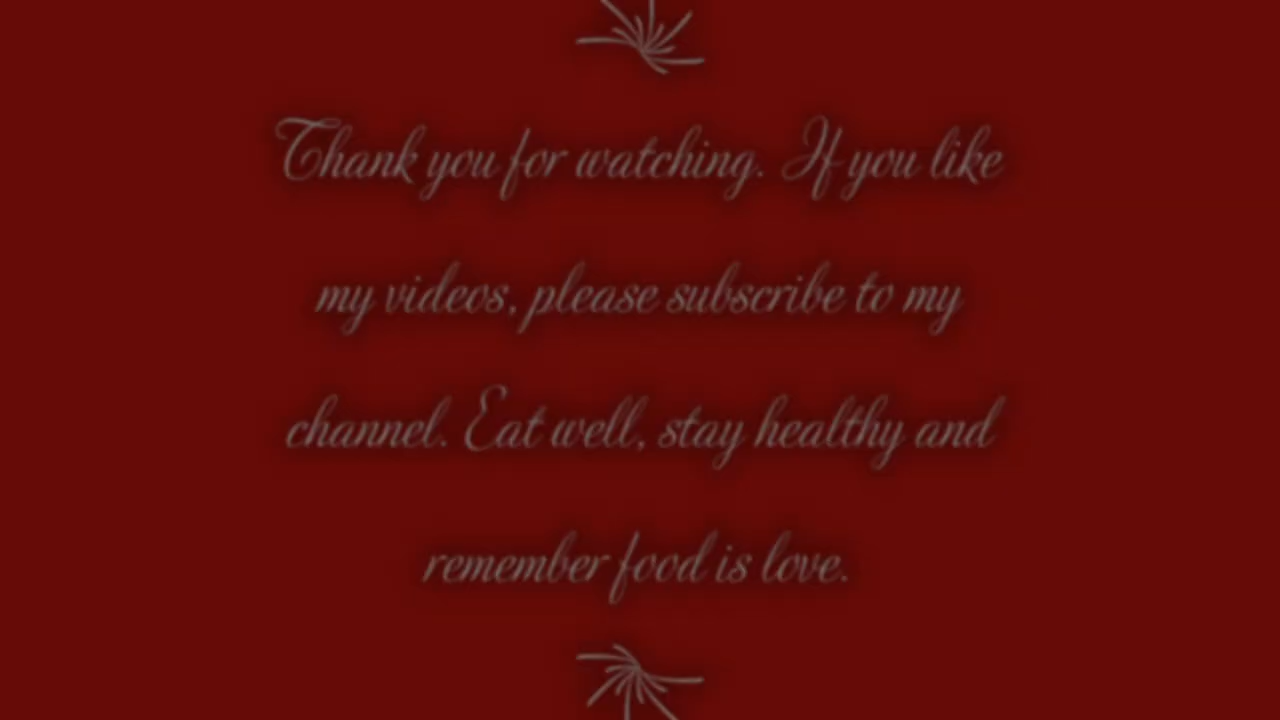 Thank you for watching. If you like
my videos, please subscribe to my
channel. Eat well, stay healthy and
remember food is love.